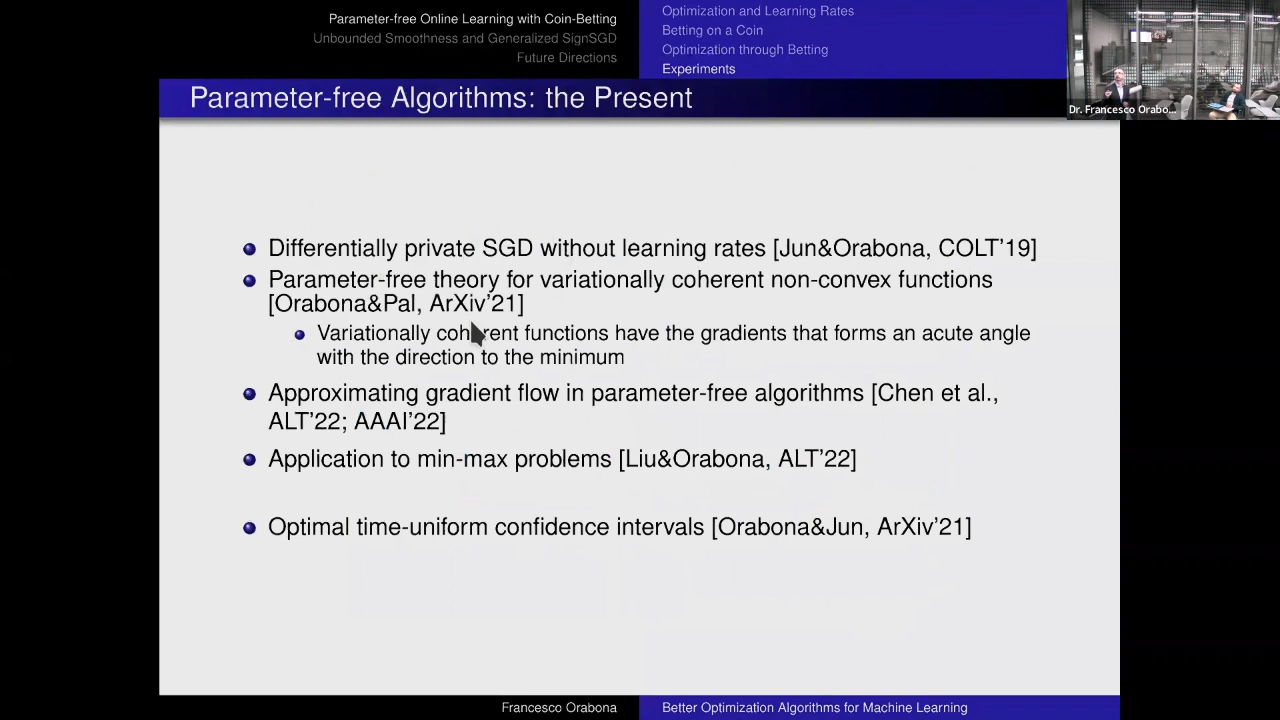 Parameter-free Online Learning with Coin-Betting
Unbounded Smoothness and Generalized SignSGD
Future Directions
Optimization and Learning Rates
Betting on a Coin
Optimization through Betting
Experiments
Dr. Francesco Orabo...
Parameter-free Algorithms: the Present
Differentially private SGD without learning rates [Jun&Orabona, COLT'19]
Parameter-free theory for variationally coherent non-convex functions
[Orabona&Pal, ArXiv'21]
Variationally coherent functions have the gradients that forms an acute angle
with the direction to the minimum
Approximating gradient flow in parameter-free algorithms [Chen et al.,
ALT'22; AAAI'22]
Application to min-max problems [Liu&Orabona, ALT'22]
Optimal time-uniform confidence intervals [Orabona&Jun, ArXiv'21]
Francesco Orabona
Better Optimization Algorithms for Machine Learning